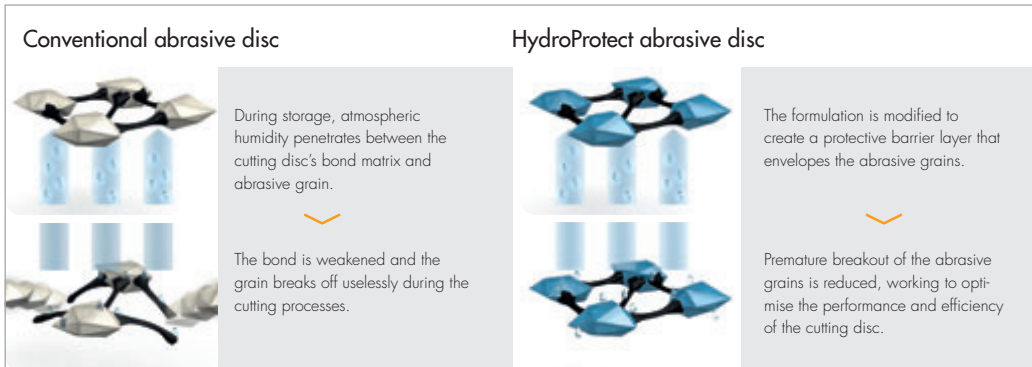 Conventional abrasive disc
During storage, atmospheric
humidity penetrates between the
cutting disc's bond matrix and
abrasive grain.
The bond is weakened and the
grain breaks off uselessly during the
cutting processes.
HydroProtect abrasive disc
The formulation is modified to
create a protective barrier layer that
envelopes the abrasive grains.
Premature breakout of the abrasive
grains is reduced, working to opti-
mise the performance and efficiency
of the cutting disc.